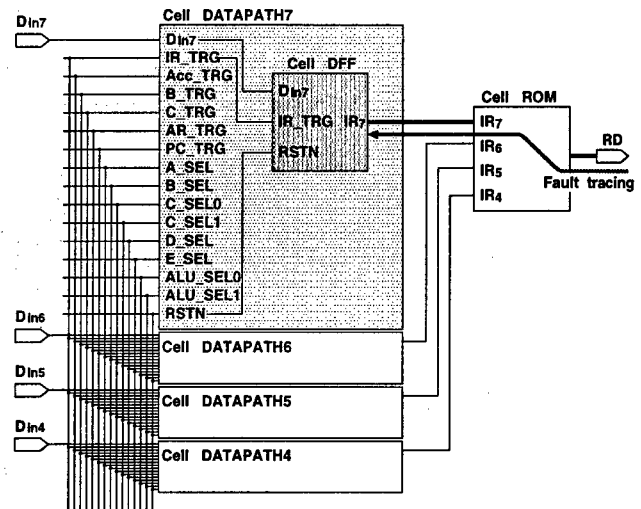 Cell DATAPATH7
Din7
Din7
IR_TRG
Cell DFF
Acc_TRG
Din7
B_TRG
Cell ROM
C_TRG
IR_TRG IR7
IR7
AR_TRG
RD
PC_TRG
RSTN
IR6
A_SEL
IR5
Fault tracing
B_SEL
IR4
C_SEL0
C_SEL1
D_SEL
E_SEL
ALU_SEL0
ALU_SEL1
RSTN
Din6
Cell DATAPATH6
Din5
Cell DATAPATH5
Din4
Cell DATAPATH4